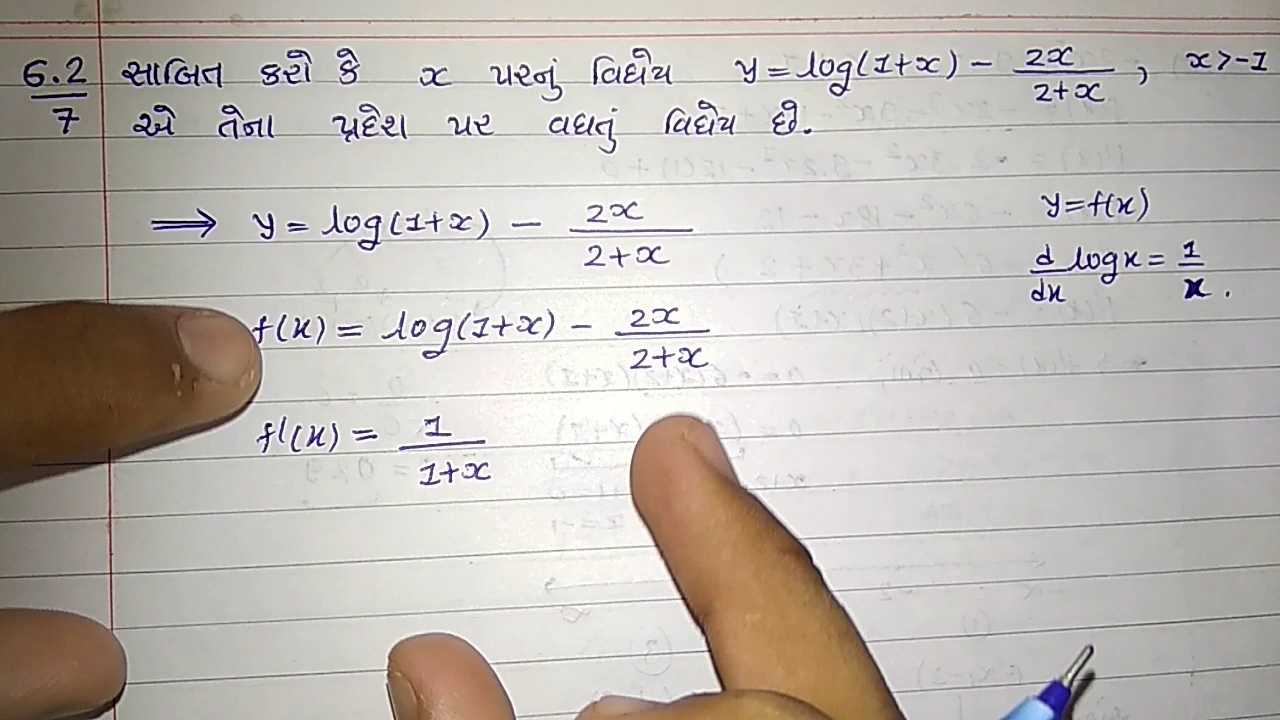 6.2/7 સાબિત કરો કે x પરનું વિધેય y = log(1+x) - 2x/2+x , x>-1
એ તેના પ્રદેશ પર વધતું વિધેય છે.
⟹ y = log(1+x) - 2x/2+x
y = f(x)
d/dx log x = 1/x .
f(x) = log(1+x) - 2x/2+x
f'(x) = 1/1+x